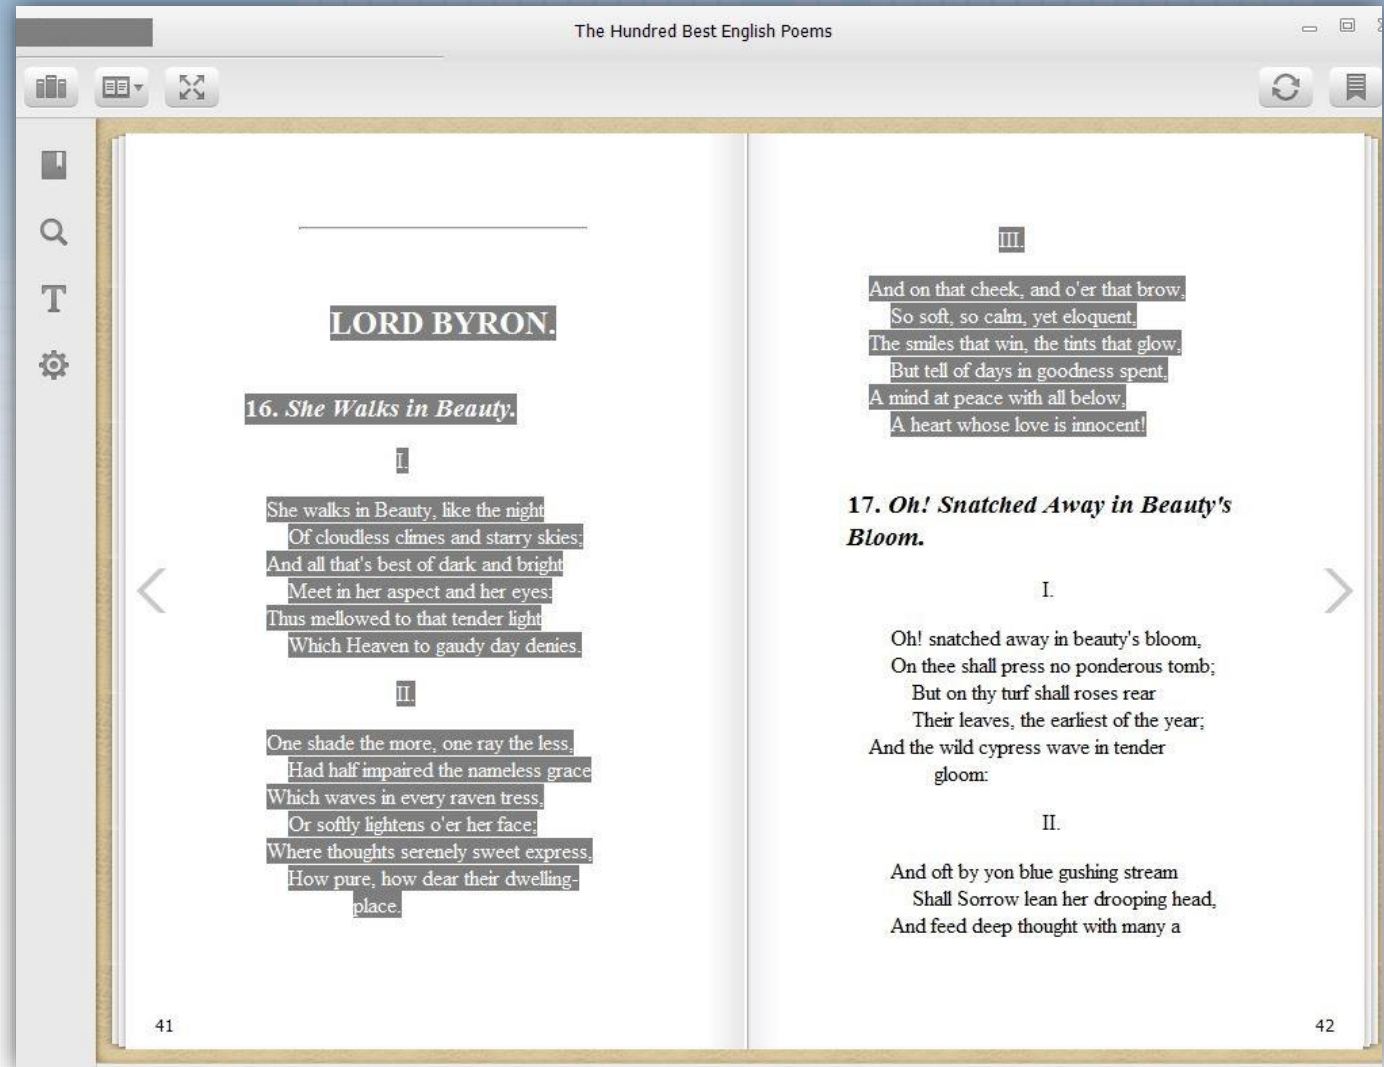 The Hundred Best English Poems
LORD BYRON.
16. She Walks in Beauty.
I.
She walks in Beauty, like the night
Of cloudless climes and starry skies;
And all that's best of dark and bright
Meet in her aspect and her eyes:
Thus mellowed to that tender light
Which Heaven to gaudy day denies.
II.
One shade the more, one ray the less,
Had half impaired the nameless grace
Which waves in every raven tress,
Or softly lightens o'er her face;
Where thoughts serenely sweet express,
How pure, how dear their dwelling-
place.
41
III.
And on that cheek, and o'er that brow,
So soft, so calm, yet eloquent,
The smiles that win, the tints that glow,
But tell of days in goodness spent,
A mind at peace with all below,
A heart whose love is innocent!
17. Oh! Snatched Away in Beauty's
Bloom.
I.
Oh! snatched away in beauty's bloom,
On thee shall press no ponderous tomb;
But on thy turf shall roses rear
Their leaves, the earliest of the year;
And the wild cypress wave in tender
gloom:
II.
And oft by yon blue gushing stream
Shall Sorrow lean her drooping head,
And feed deep thought with many a
42